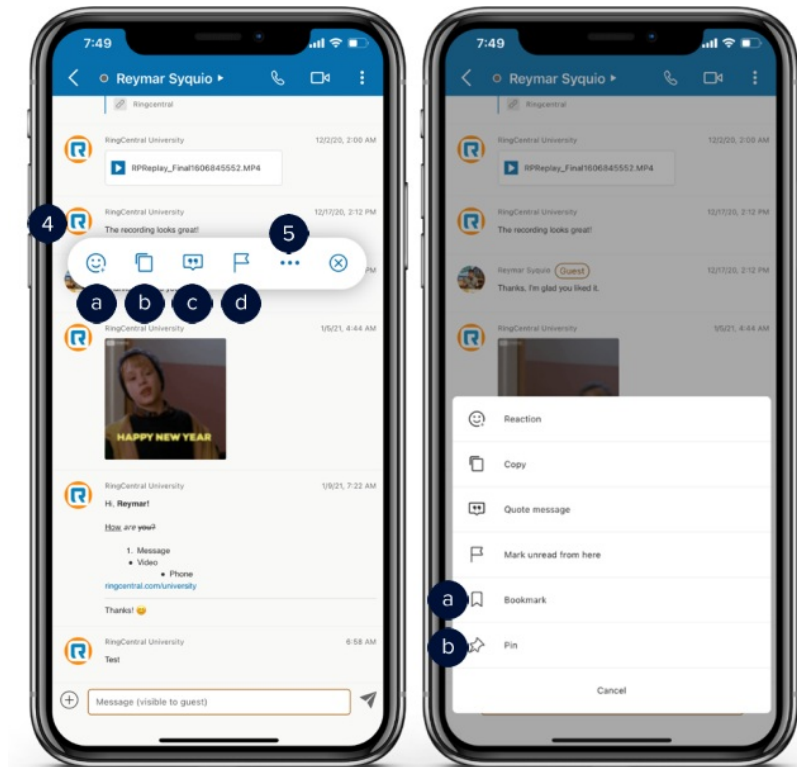 7:49
Reymar Syquio
Ringcentral
RingCentral University 12/2/20, 2:00 AM
RPReplay_Final1606845552.MP4
RingCentral University 12/17/20, 2:12 PM
4
The recording looks great!
5
PM
a b c d
RingCentral University 1/5/21, 4:44 AM
HAPPY NEW YEAR
RingCentral University 1/9/21, 7:22 AM
Hi, Reymar!
How are you?
1. Message
• Video
• Phone
ringcentral.com/university
Thanks! 😊
RingCentral University 6:58 AM
Test
Message (visible to guest)
7:49
Reymar Syquio
Ringcentral
RingCentral University 12/2/20, 2:00 AM
RPReplay_Final1606845552.MP4
RingCentral University 12/17/20, 2:12 PM
The recording looks great!
Reymar Syquio Guest 12/17/20, 2:12 PM
Thanks, I'm glad you liked it.
RingCentral University 1/5/21, 4:44 AM
Reaction
Copy
Quote message
Mark unread from here
a Bookmark
b Pin
Cancel